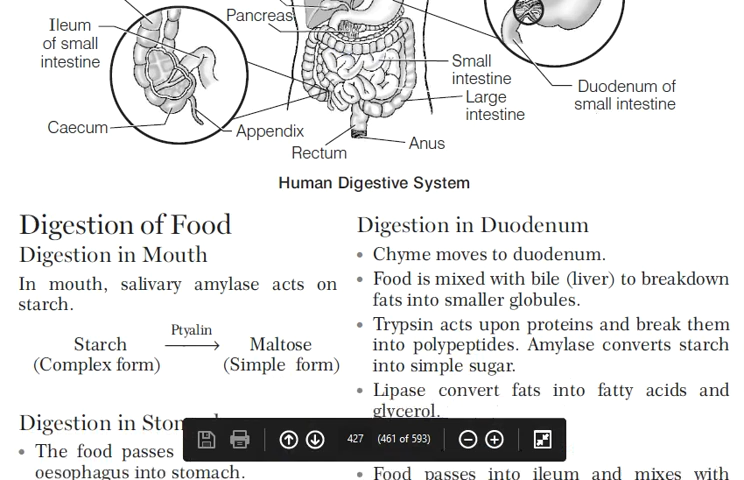 Pancreas
Ileum
of small
intestine
Small
intestine
Large
intestine
Duodenum of
small intestine
Caecum
Appendix
Anus
Rectum
Human Digestive System
Digestion of Food
Digestion in Mouth
In mouth, salivary amylase acts on
starch.
Ptyalin
Starch Maltose
(Complex form) (Simple form)
Digestion in Stom
• The food passes
oesophagus into stomach.
Digestion in Duodenum
• Chyme moves to duodenum.
• Food is mixed with bile (liver) to breakdown
fats into smaller globules.
• Trypsin acts upon proteins and break them
into polypeptides. Amylase converts starch
into simple sugar.
• Lipase convert fats into fatty acids and
glycerol.
• Food passes into ileum and mixes with
427 (461 of 593)